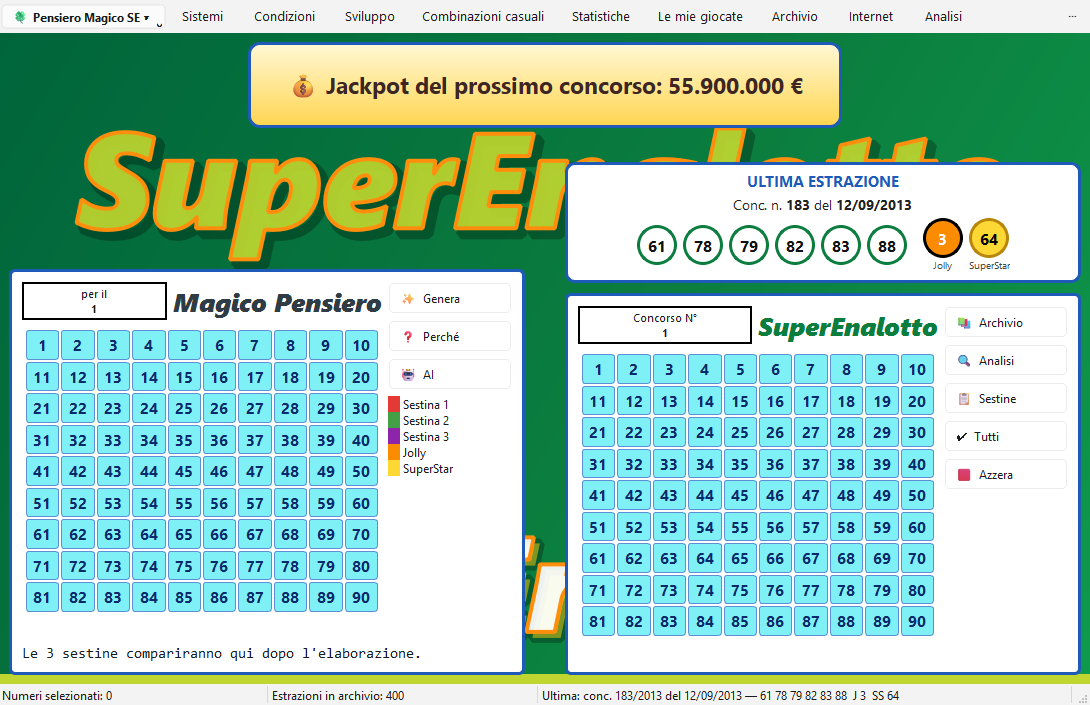 Pensiero Magico SE Sistemi Condizioni Sviluppo Combinazioni casuali Statistiche Le mie giocate Archivio Internet Analisi ...
Jackpot del prossimo concorso: 55.900.000 €
SuperEnalotto
ULTIMA ESTRAZIONE
Conc. n. 183 del 12/09/2013
61 78 79 82 83 88 3 64
Jolly SuperStar
per il
1
Magico Pensiero
Genera
Perché
AI
Sestina 1
Sestina 2
Sestina 3
Jolly
SuperStar
1 2 3 4 5 6 7 8 9 10
11 12 13 14 15 16 17 18 19 20
21 22 23 24 25 26 27 28 29 30
31 32 33 34 35 36 37 38 39 40
41 42 43 44 45 46 47 48 49 50
51 52 53 54 55 56 57 58 59 60
61 62 63 64 65 66 67 68 69 70
71 72 73 74 75 76 77 78 79 80
81 82 83 84 85 86 87 88 89 90
Le 3 sestine compariranno qui dopo l'elaborazione.
Concorso N°
1
SuperEnalotto
Archivio
Analisi
Sestine
Tutti
Azzera
1 2 3 4 5 6 7 8 9 10
11 12 13 14 15 16 17 18 19 20
21 22 23 24 25 26 27 28 29 30
31 32 33 34 35 36 37 38 39 40
41 42 43 44 45 46 47 48 49 50
51 52 53 54 55 56 57 58 59 60
61 62 63 64 65 66 67 68 69 70
71 72 73 74 75 76 77 78 79 80
81 82 83 84 85 86 87 88 89 90
Numeri selezionati: 0 Estrazioni in archivio: 400 Ultima: conc. 183/2013 del 12/09/2013 — 61 78 79 82 83 88 J 3 SS 64